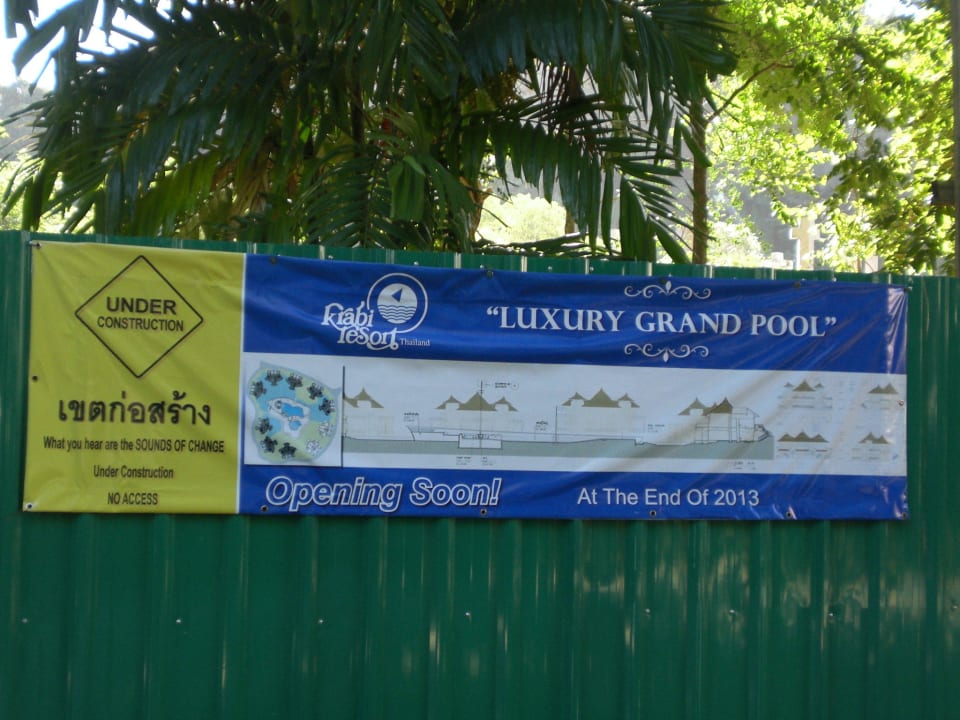 UNDER
CONSTRUCTION
เขตก่อสร้าง
What you hear are the SOUNDS OF CHANGE
Under Construction
NO ACCESS
Krabi
resort
Thailand
“LUXURY GRAND POOL”
Opening Soon!
At The End Of 2013